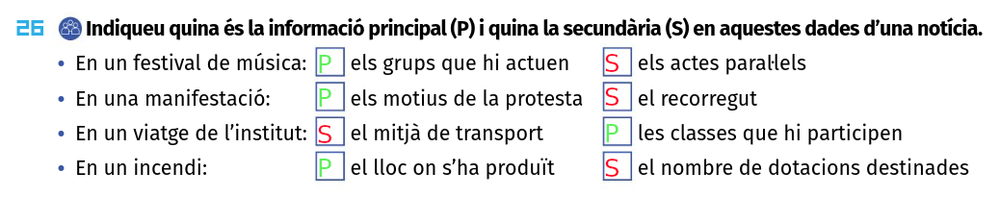 26 Indiqueu quina és la informació principal (P) i quina la secundària (S) en aquestes dades d’una notícia.
• En un festival de música: P els grups que hi actuen S els actes paral·lels
• En una manifestació: P els motius de la protesta S el recorregut
• En un viatge de l’institut: S el mitjà de transport P les classes que hi participen
• En un incendi: P el lloc on s’ha produït S el nombre de dotacions destinades